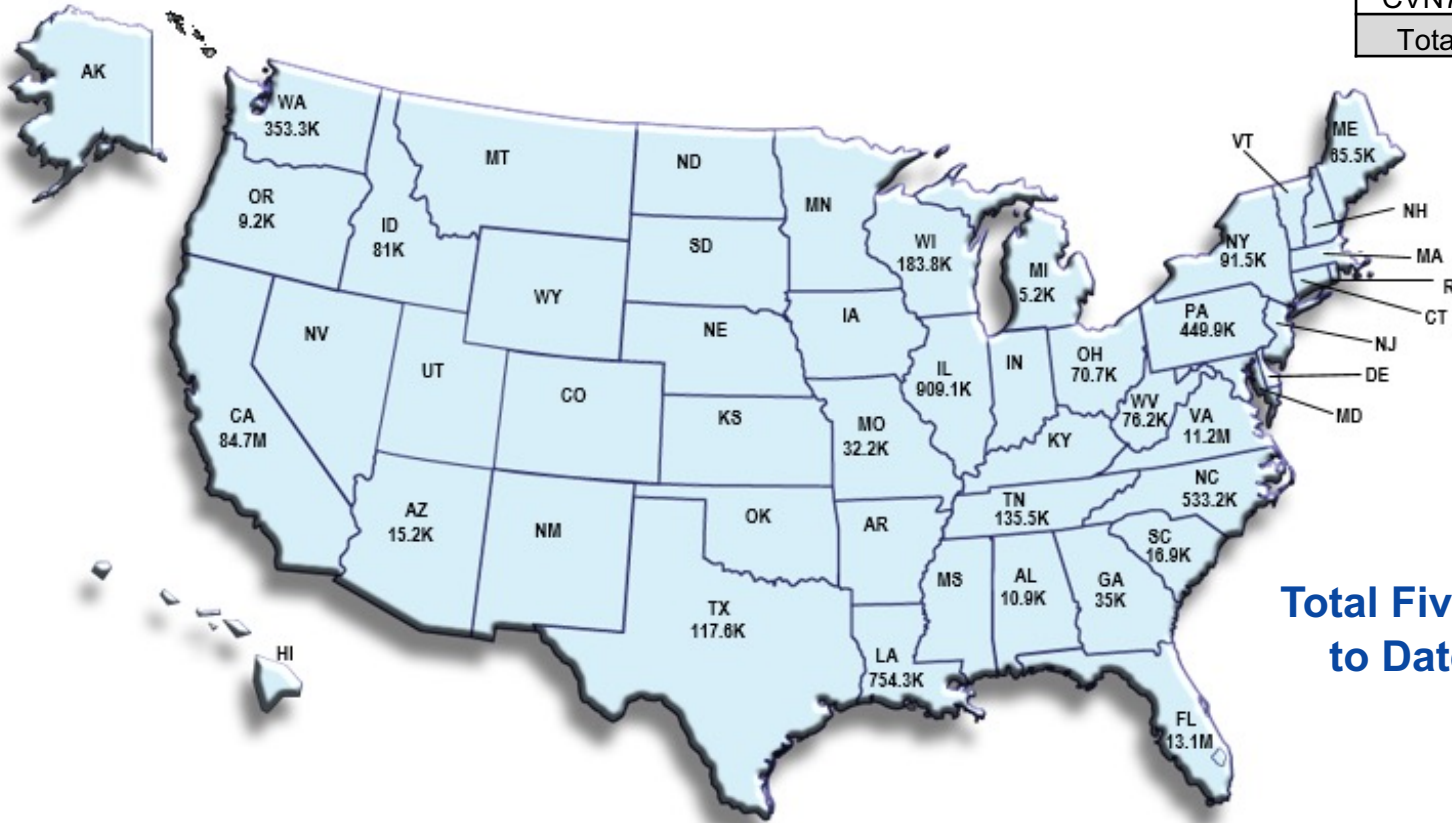 CVN7
Tota
AK
WA
353.3K
OR
9.2K
ID
81K
MT
ND
SD
MN
WI
183.8K
MI
5.2K
NY
91.5K
VT
ME
65.5K
NH
MA
R
CT
NJ
DE
MD
PA
449.9K
WY
NV
UT
CA
84.7M
CO
NE
IA
IL
909.1K
IN
OH
70.7K
WV
76.2K
VA
11.2M
KS
MO
32.2K
KY
NC
533.2K
TN
135.5K
AZ
15.2K
NM
OK
AR
SC
16.9K
MS
AL
10.9K
GA
35K
TX
117.6K
LA
754.3K
HI
FL
13.1M
Total Fiv
to Dat